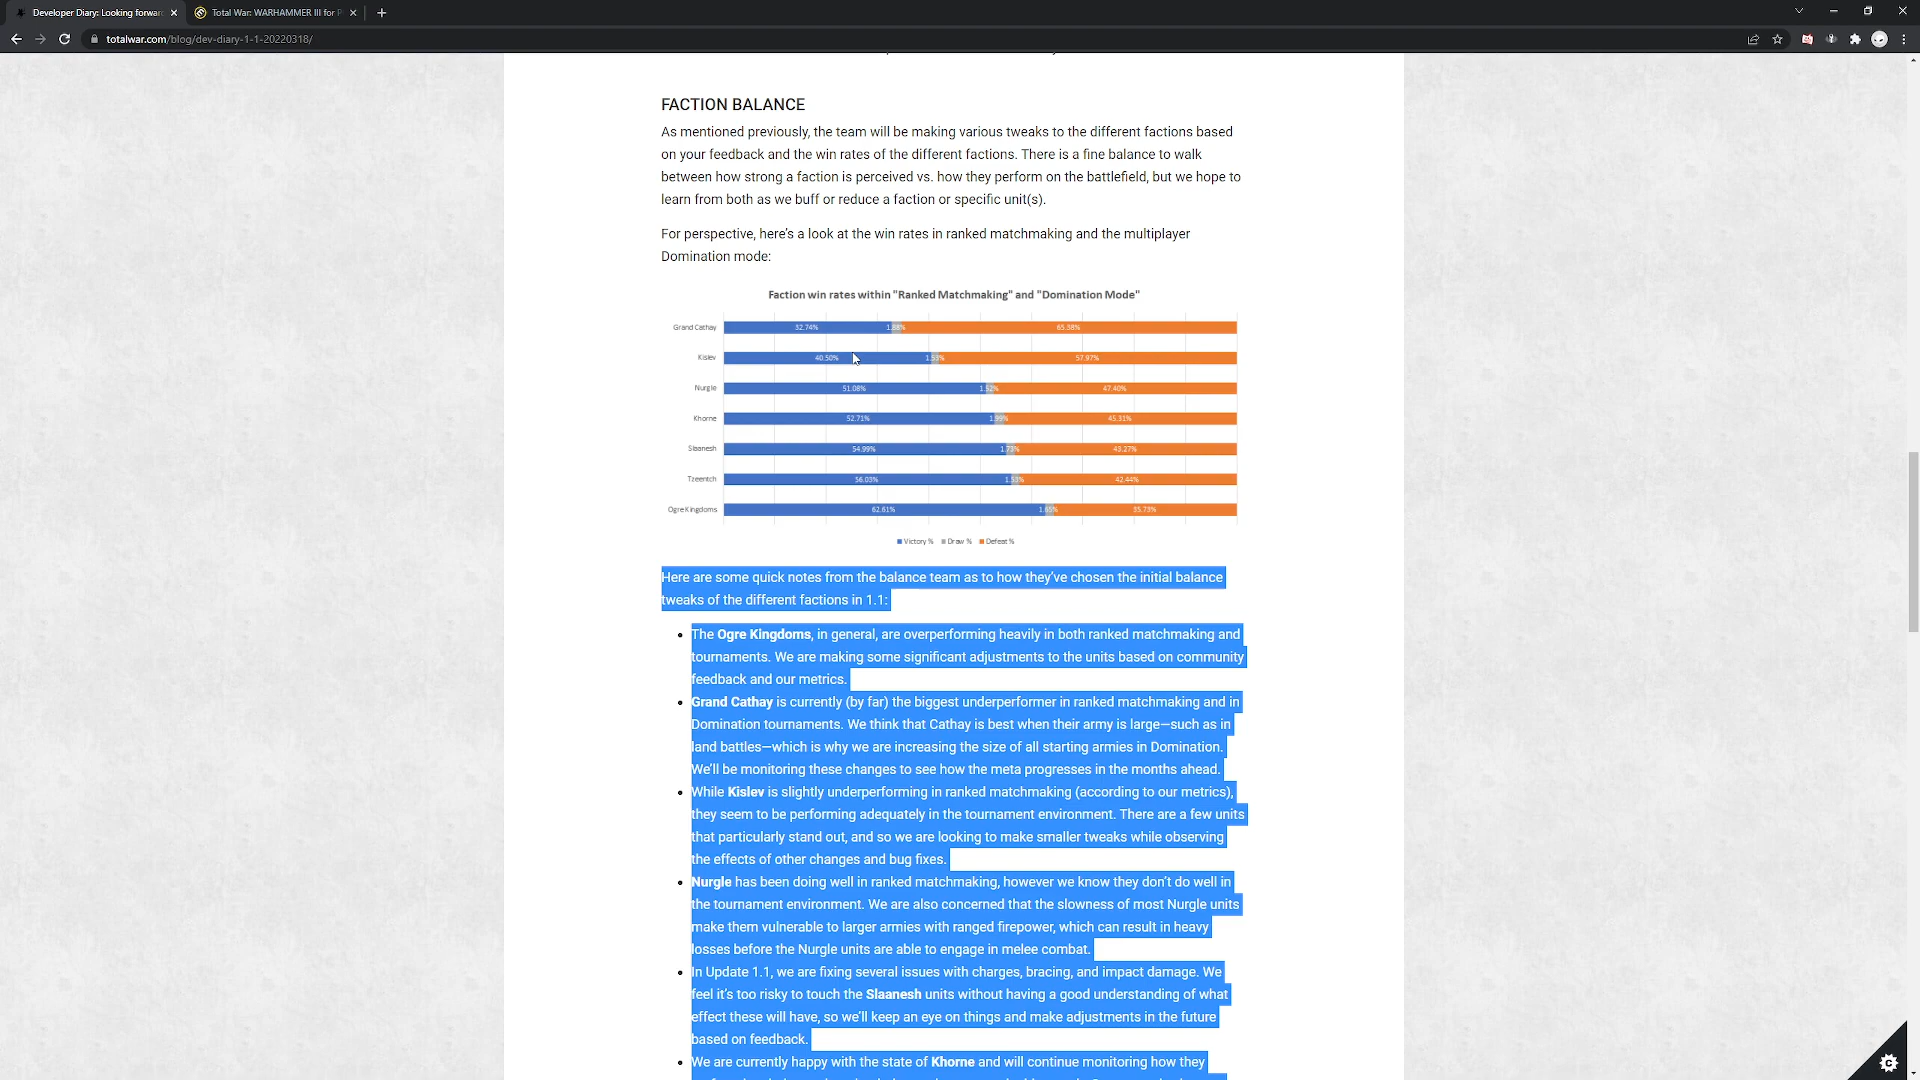 Developer Diary: Looking forwar
Total War: WARHAMMER III for P
totalwar.com/blog/dev-diary-1-1-20220318/
FACTION BALANCE
As mentioned previously, the team will be making various tweaks to the different factions based
on your feedback and the win rates of the different factions. There is a fine balance to walk
between how strong a faction is perceived vs. how they perform on the battlefield, but we hope to
learn from both as we buff or reduce a faction or specific unit(s).
For perspective, here's a look at the win rates in ranked matchmaking and the multiplayer
Domination mode:
Faction win rates within "Ranked Matchmaking" and "Domination Mode"
Grand Cathay 32.74% 1.88% 65.38%
Kislev 40.50% 1.53% 57.97%
Nurgle 51.08% 1.52% 47.40%
Khorne 52.71% 1.99% 45.31%
Slaanesh 54.99% 1.73% 43.27%
Tzeentch 56.03% 1.53% 42.44%
Ogre Kingdoms 62.61% 1.65% 35.73%
Victory % Draw % Defeat %
Here are some quick notes from the balance team as to how they've chosen the initial balance
tweaks of the different factions in 1.1:
The Ogre Kingdoms, in general, are overperforming heavily in both ranked matchmaking and
tournaments. We are making some significant adjustments to the units based on community
feedback and our metrics.
Grand Cathay is currently (by far) the biggest underperformer in ranked matchmaking and in
Domination tournaments. We think that Cathay is best when their army is large—such as in
land battles—which is why we are increasing the size of all starting armies in Domination.
We'll be monitoring these changes to see how the meta progresses in the months ahead.
While Kislev is slightly underperforming in ranked matchmaking (according to our metrics),
they seem to be performing adequately in the tournament environment. There are a few units
that particularly stand out, and so we are looking to make smaller tweaks while observing
the effects of other changes and bug fixes.
Nurgle has been doing well in ranked matchmaking, however we know they don't do well in
the tournament environment. We are also concerned that the slowness of most Nurgle units
make them vulnerable to larger armies with ranged firepower, which can result in heavy
losses before the Nurgle units are able to engage in melee combat.
In Update 1.1, we are fixing several issues with charges, bracing, and impact damage. We
feel it's too risky to touch the Slaanesh units without having a good understanding of what
effect these will have, so we'll keep an eye on things and make adjustments in the future
based on feedback.
We are currently happy with the state of Khorne and will continue monitoring how they